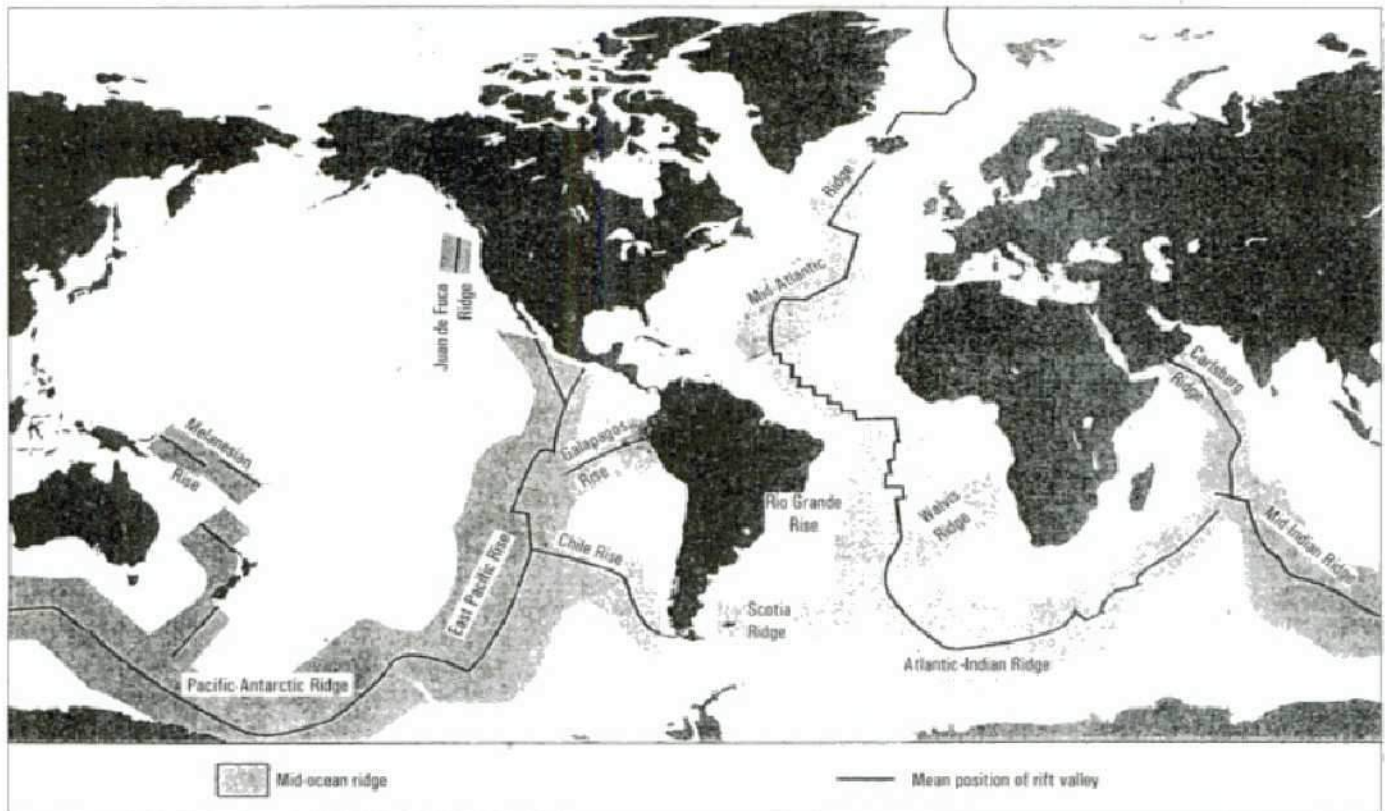 Ridge
Mid-Atlantic
Juan de Fuca
Ridge
Carlsberg
Ridge
Melanesian
Rise
Galapagos
Rise
Rio Grande
Rise
Walvis
Ridge
Mid Indian Ridge
East Pacific Rise
Chile Rise
Scotia
Ridge
Atlantic-Indian Ridge
Pacific-Antarctic Ridge
Mid-ocean ridge
Mean position of rift valley